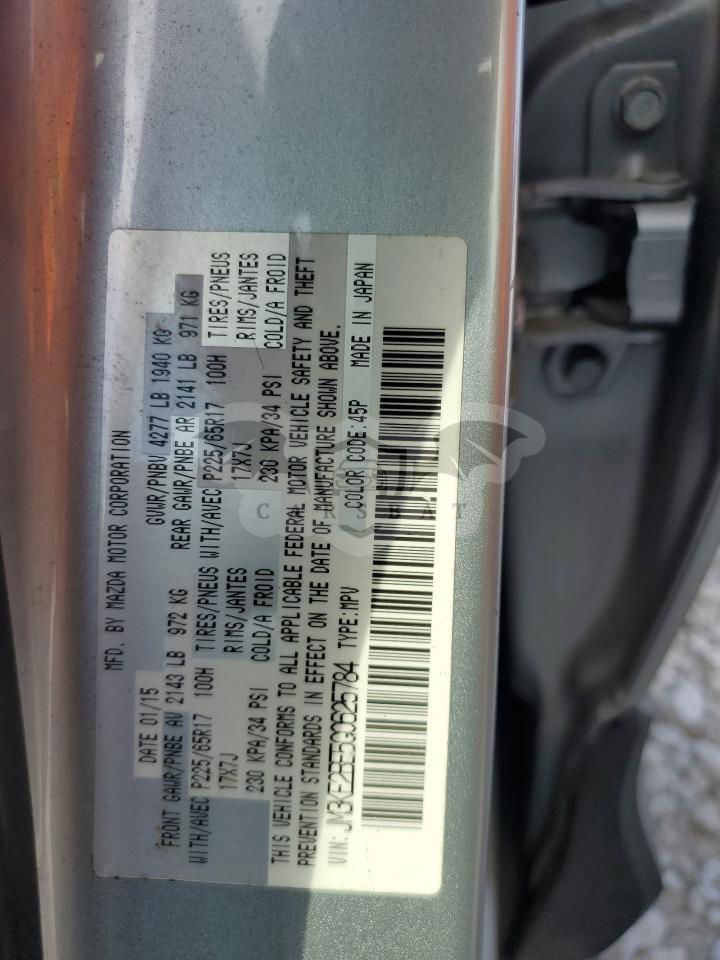 MFD. BY MAZDA MOTOR CORPORATION
DATE 01/15 GVWR/PNBV 4277 LB 1940 KG
FRONT GAWR/PNBE AV 2143 LB 972 KG REAR GAWR/PNBE AR 2141 LB 971 KG
WITH/AVEC P225/65R17 100H TIRES/PNEUS WITH/AVEC P225/65R17 100H TIRES/PNEUS
17X7J RIMS/JANTES 17X7J RIMS/JANTES
230 KPA/34 PSI COLD/A FROID 230 KPA/34 PSI COLD/A FROID
THIS VEHICLE CONFORMS TO ALL APPLICABLE FEDERAL MOTOR VEHICLE SAFETY AND THEFT
PREVENTION STANDARDS IN EFFECT ON THE DATE OF MANUFACTURE SHOWN ABOVE.
VIN: JM3KE2BE5G0625784 TYPE:MPV COLOR CODE:45P MADE IN JAPAN